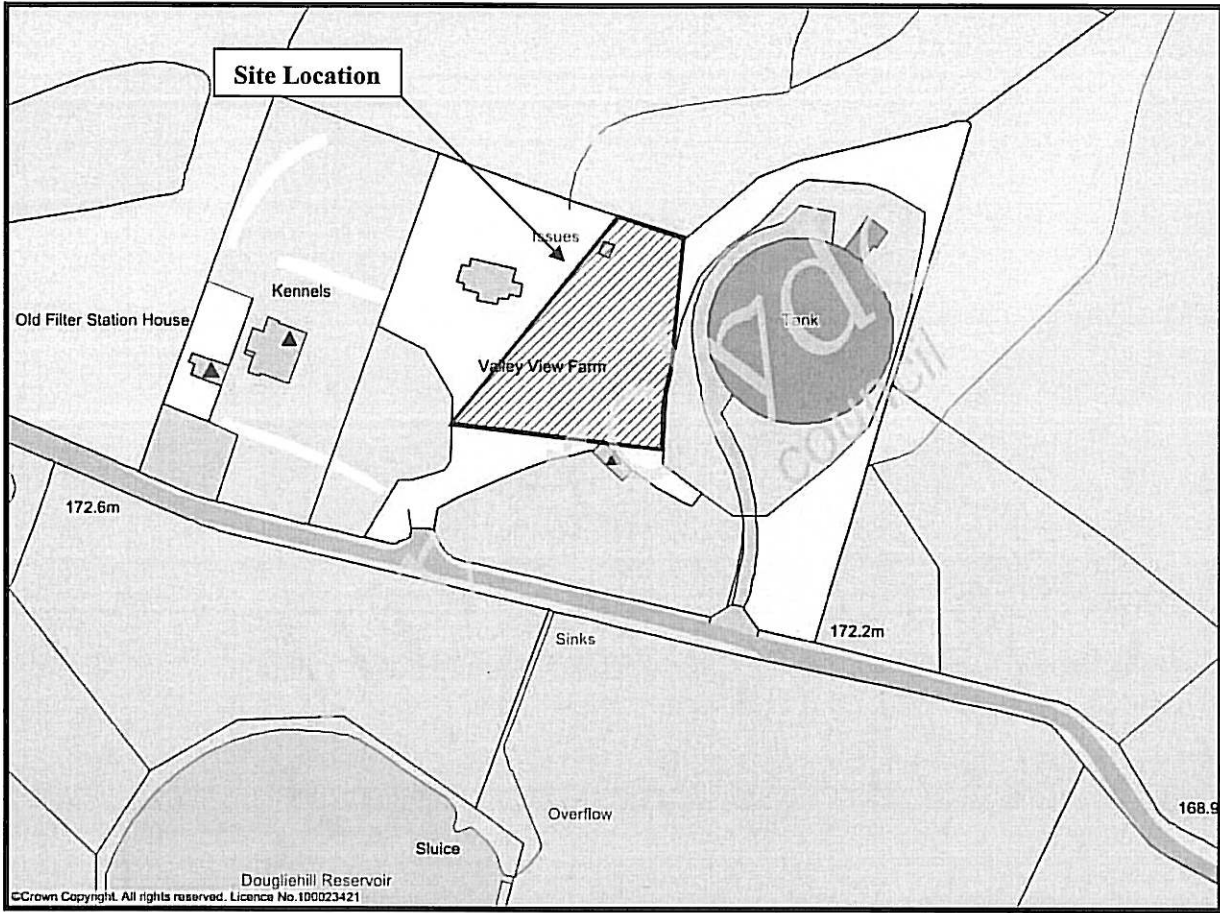 Site Location
Issues
Kennels
Old Filter Station House
Tank
Valley View Farm
council
172.6m
172.2m
Sinks
168.9
Overflow
Sluice
Dougliehill Reservoir
©Crown Copyright. All rights reserved. Licence No.100023421